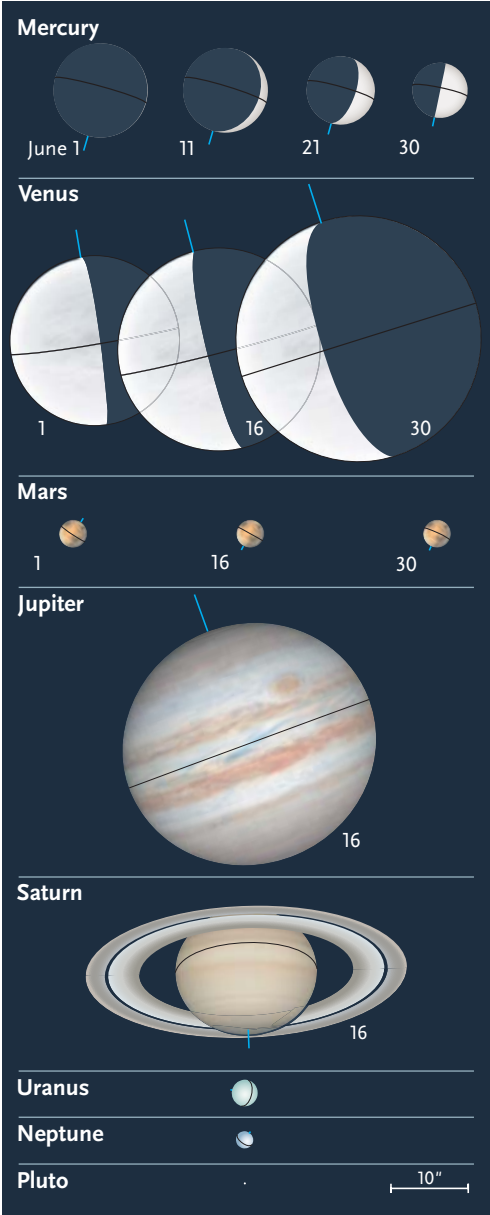 Mercury
June 1 11 21 30
Venus
1 16 30
Mars
1 16 30
Jupiter
16
Saturn
16
Uranus
Neptune
Pluto
10"